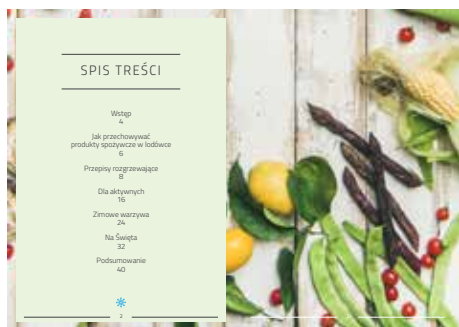 SPIS TREŚCI
Wstęp
4
Jak przechowywać
produkty spożywcze w lodówce
6
Przepisy rozgrzewające
8
Dla aktywnych
16
Zimowe warzywa
24
Na Święta
32
Podsumowanie
40
2